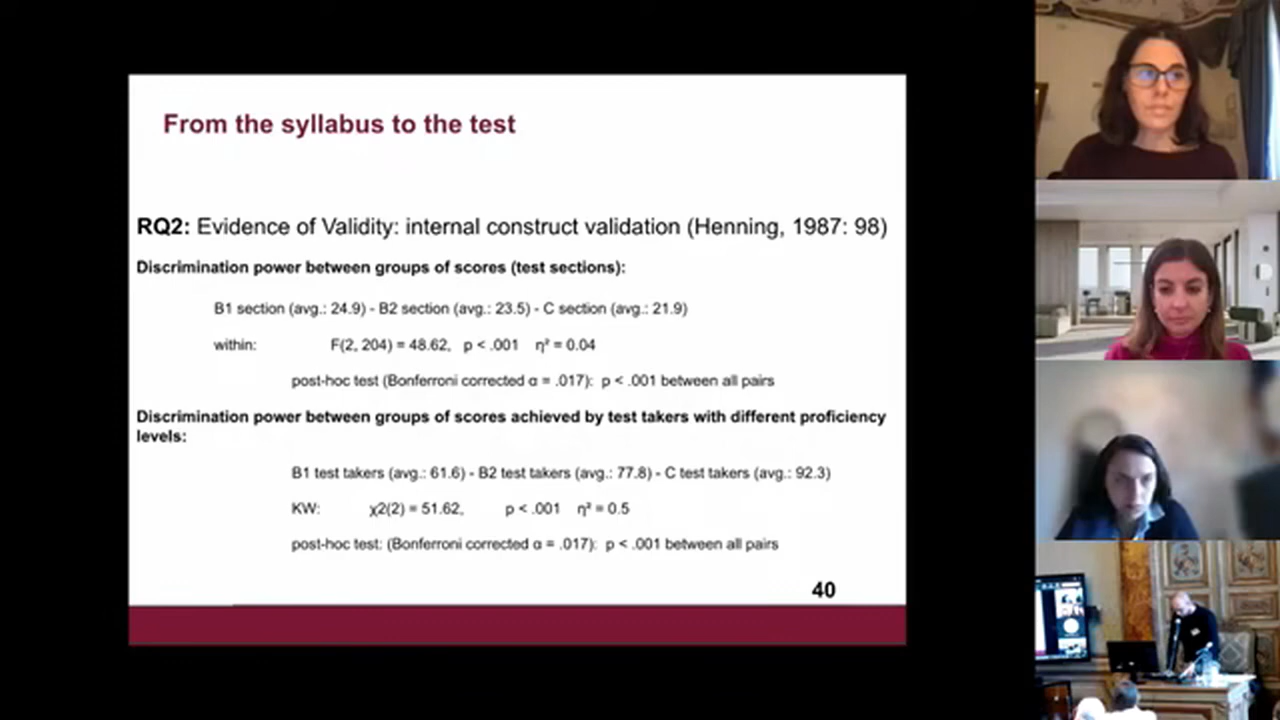 From the syllabus to the test
RQ2: Evidence of Validity: internal construct validation (Henning, 1987: 98)
Discrimination power between groups of scores (test sections):
B1 section (avg.: 24.9) - B2 section (avg.: 23.5) - C section (avg.: 21.9)
within: F(2, 204) = 48.62, p < .001 η² = 0.04
post-hoc test (Bonferroni corrected α = .017): p < .001 between all pairs
Discrimination power between groups of scores achieved by test takers with different proficiency
levels:
B1 test takers (avg.: 61.6) - B2 test takers (avg.: 77.8) - C test takers (avg.: 92.3)
KW: χ2(2) = 51.62, p < .001 η² = 0.5
post-hoc test: (Bonferroni corrected α = .017): p < .001 between all pairs
40